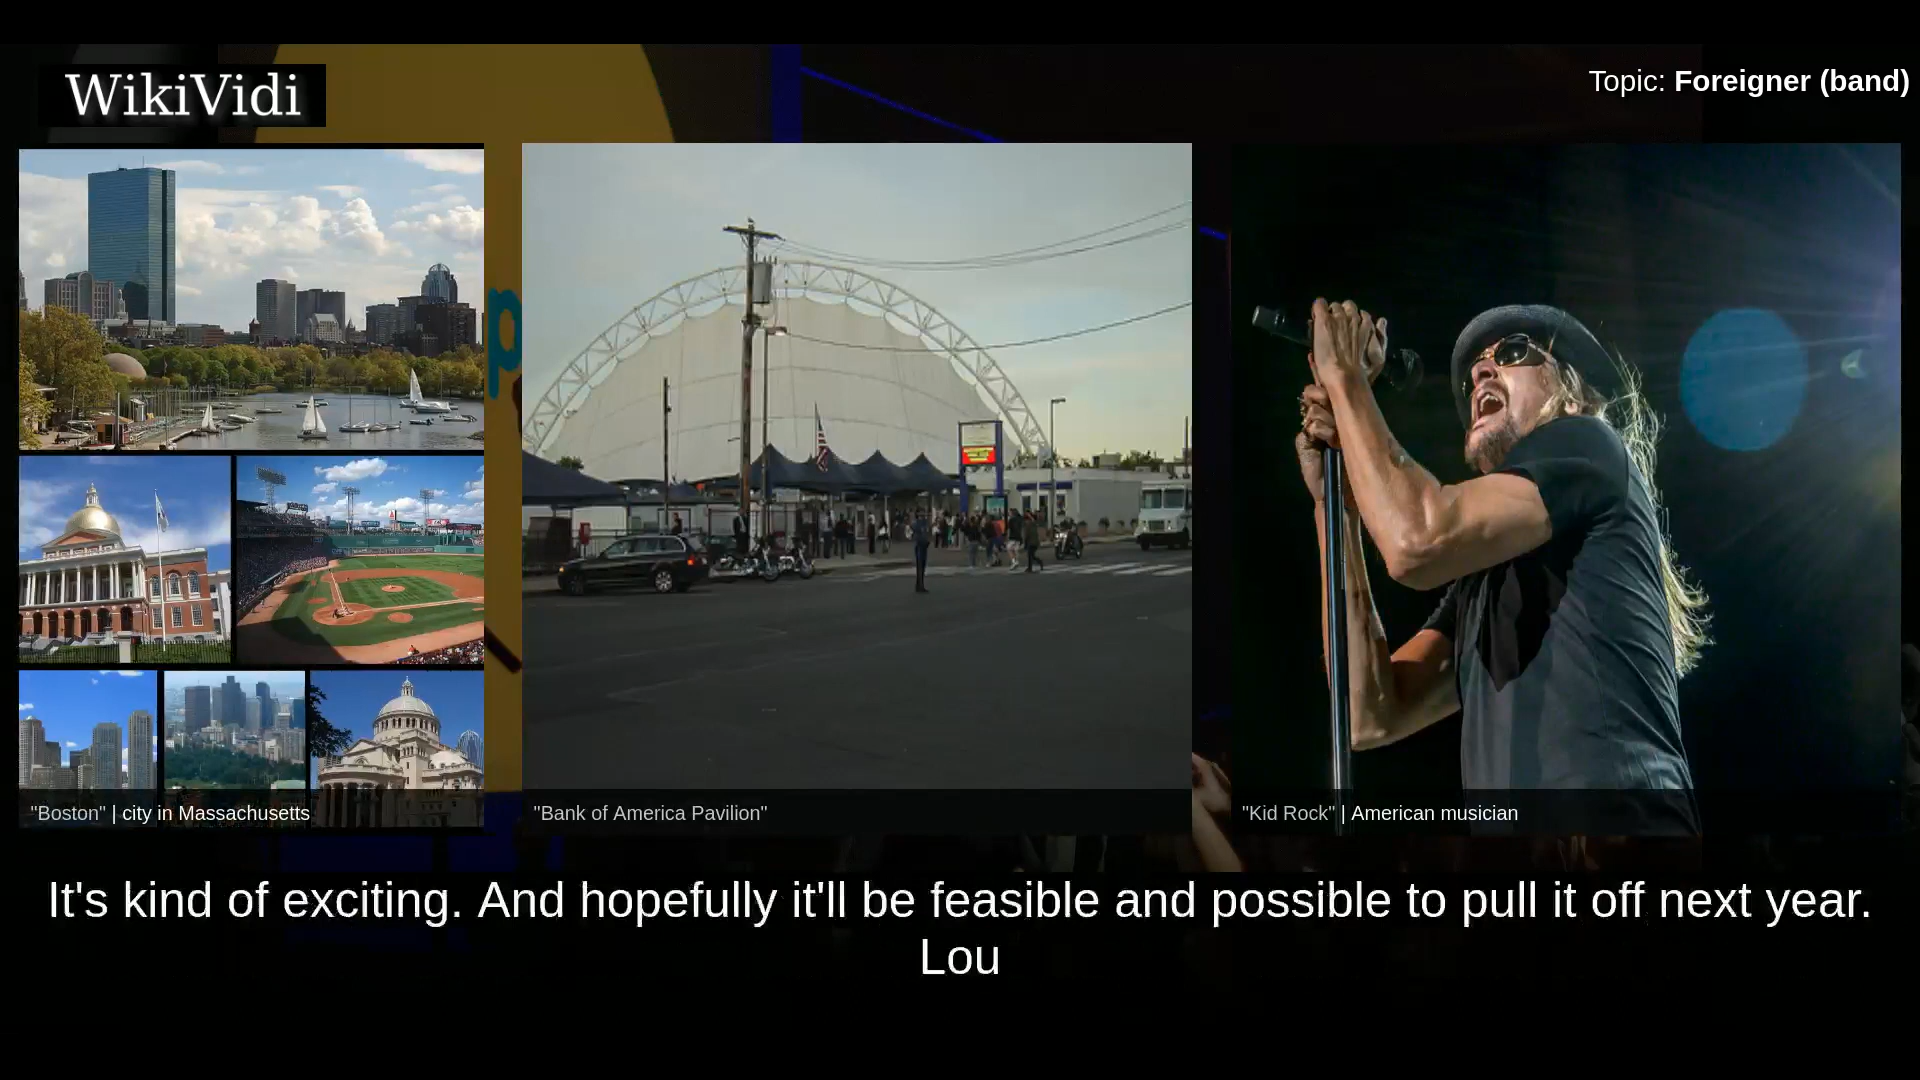 WikiVidi
Topic: Foreigner (band)
"Boston" | city in Massachusetts
"Bank of America Pavilion"
"Kid Rock" | American musician
It's kind of exciting. And hopefully it'll be feasible and possible to pull it off next year.
Lou